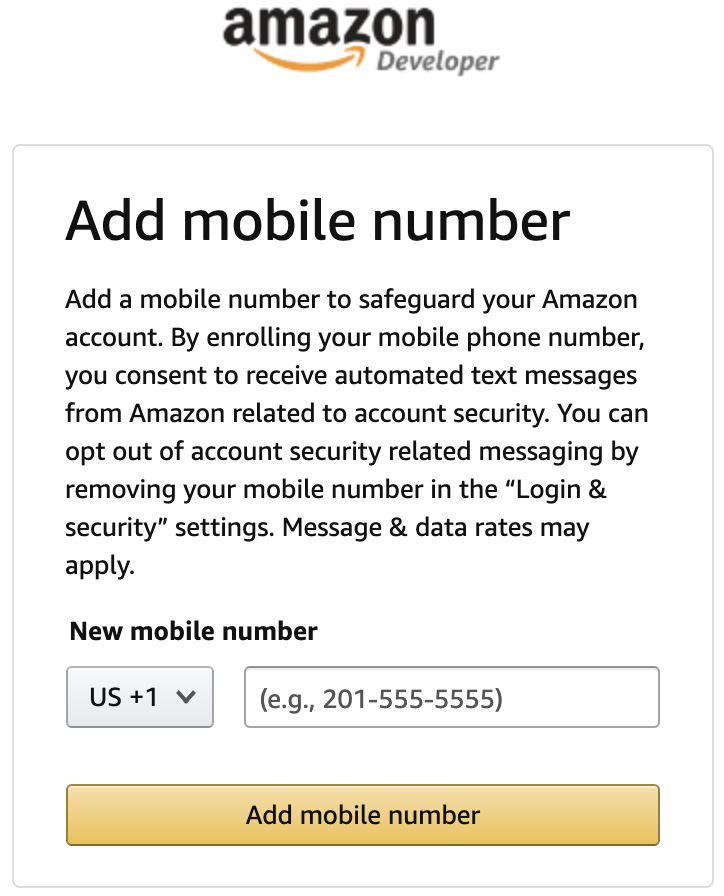 amazon
Developer
Add mobile number
Add a mobile number to safeguard your Amazon
account. By enrolling your mobile phone number,
you consent to receive automated text messages
from Amazon related to account security. You can
opt out of account security related messaging by
removing your mobile number in the “Login &
security” settings. Message & data rates may
apply.
New mobile number
US +1
(e.g., 201-555-5555)
Add mobile number